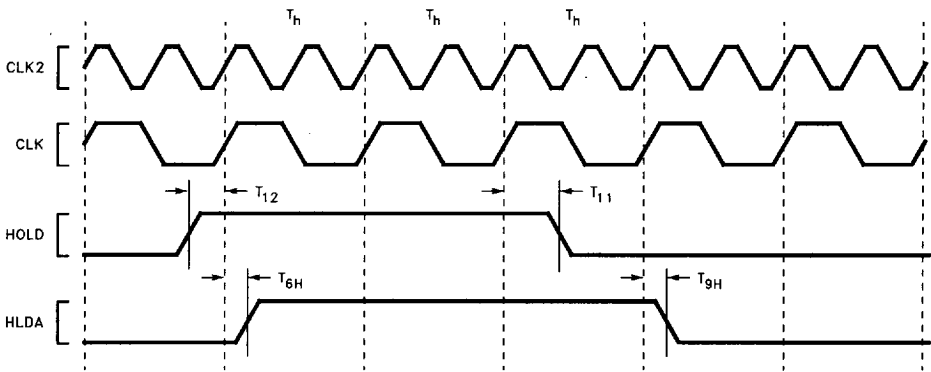 Th Th Th
CLK2
CLK
T12 T11
HOLD
T6H T9H
HLDA